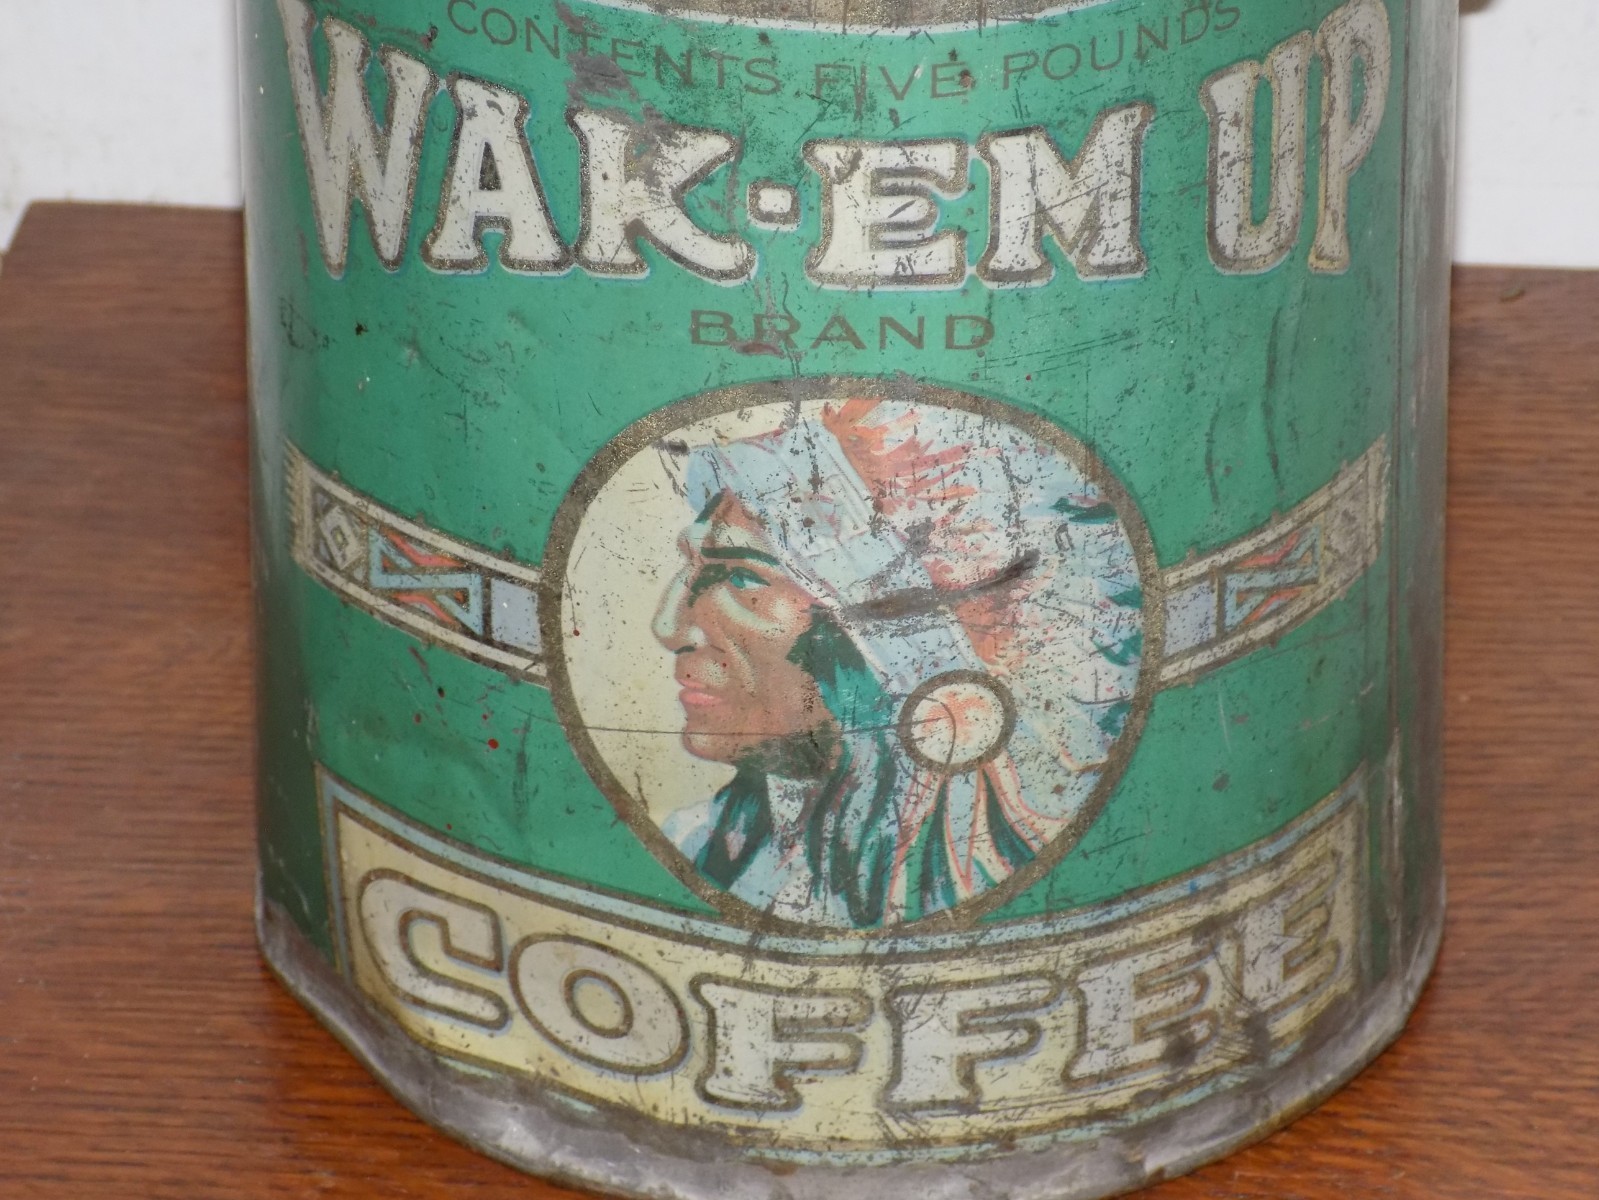 CONTENTS FIVE POUNDS
WAK·EM UP
BRAND
COFFEE